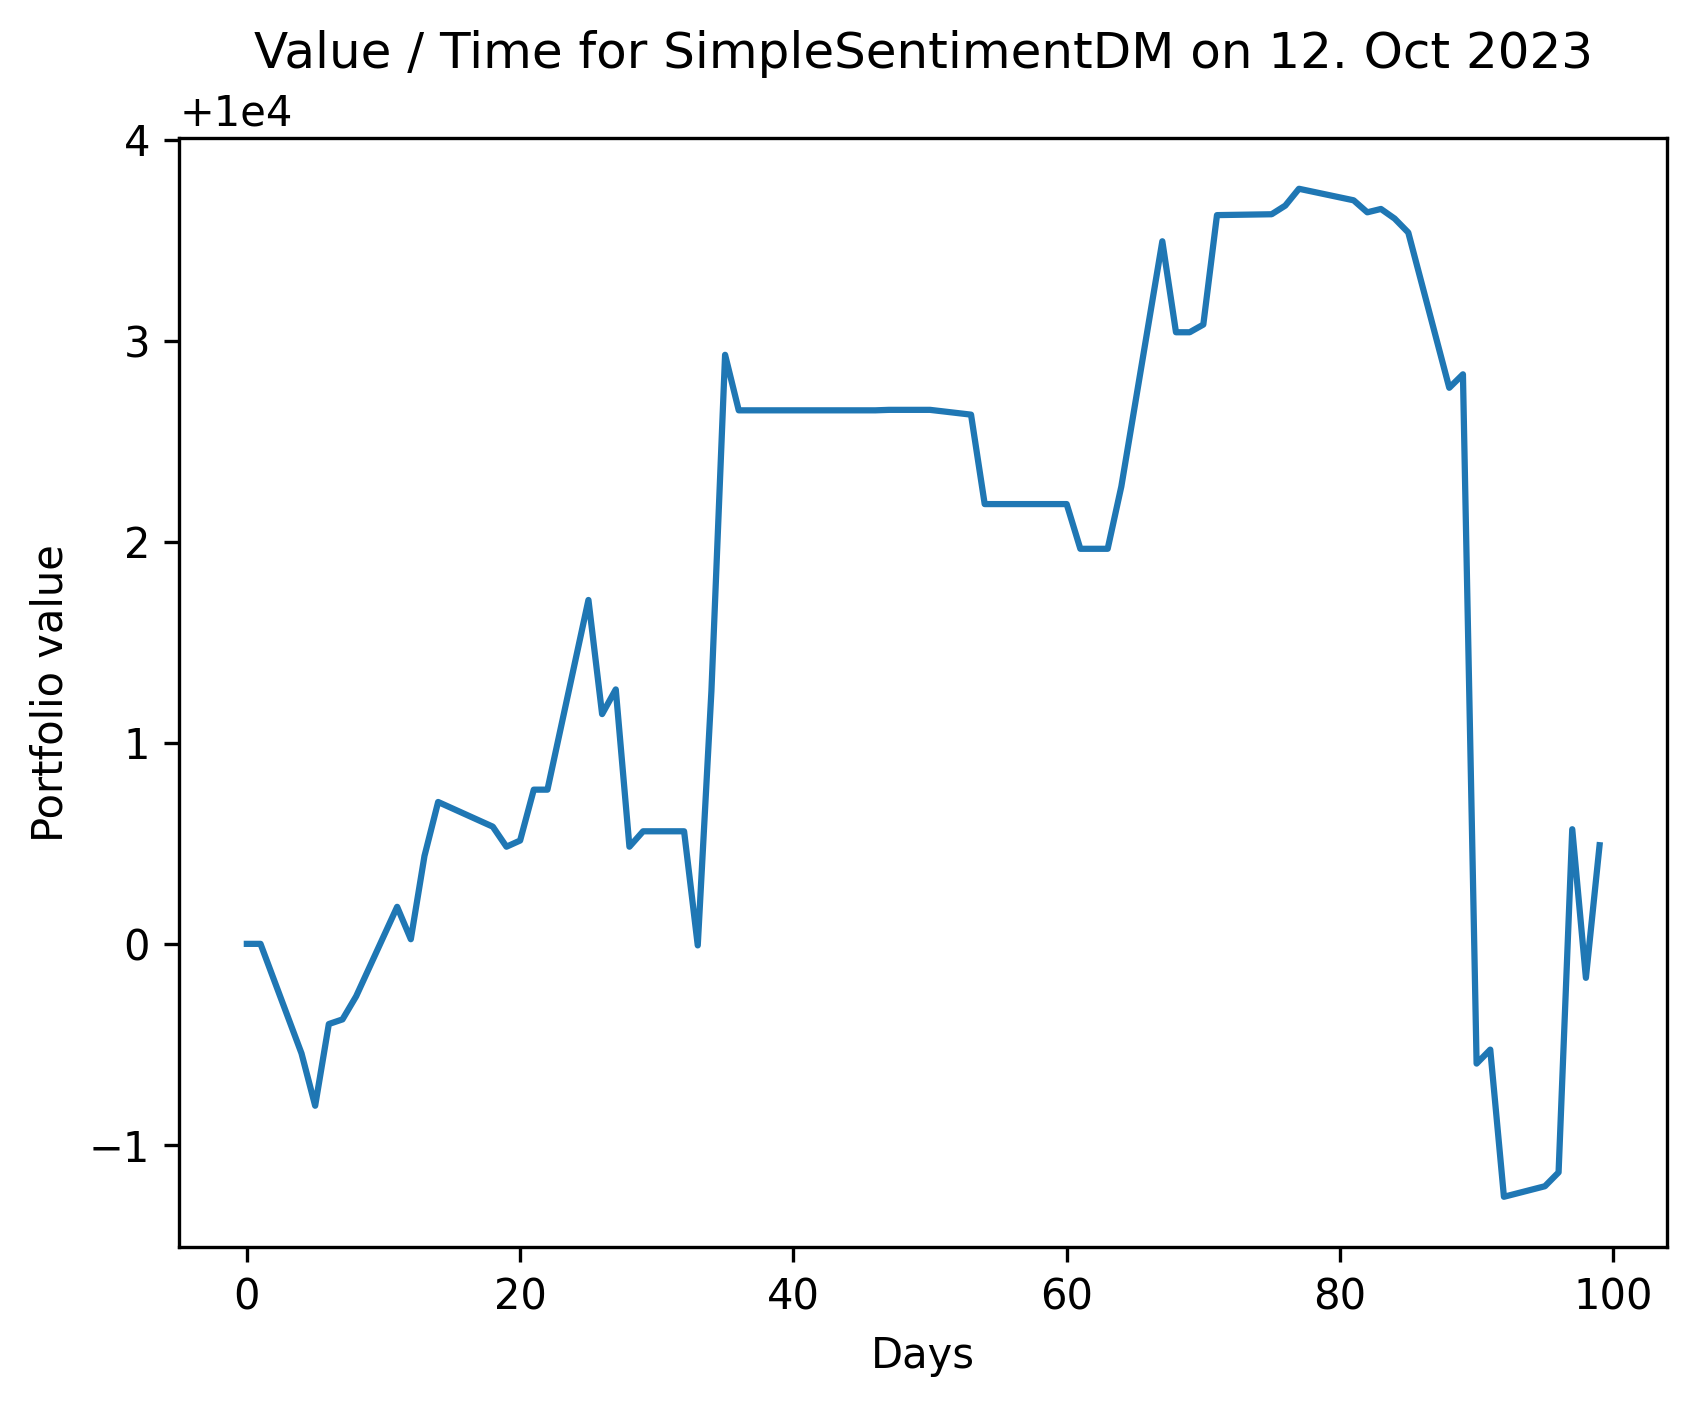 Value / Time for SimpleSentimentDM on 12. Oct 2023
+1e4
4
3
2
1
0
−1
Portfolio value
0 20 40 60 80 100
Days